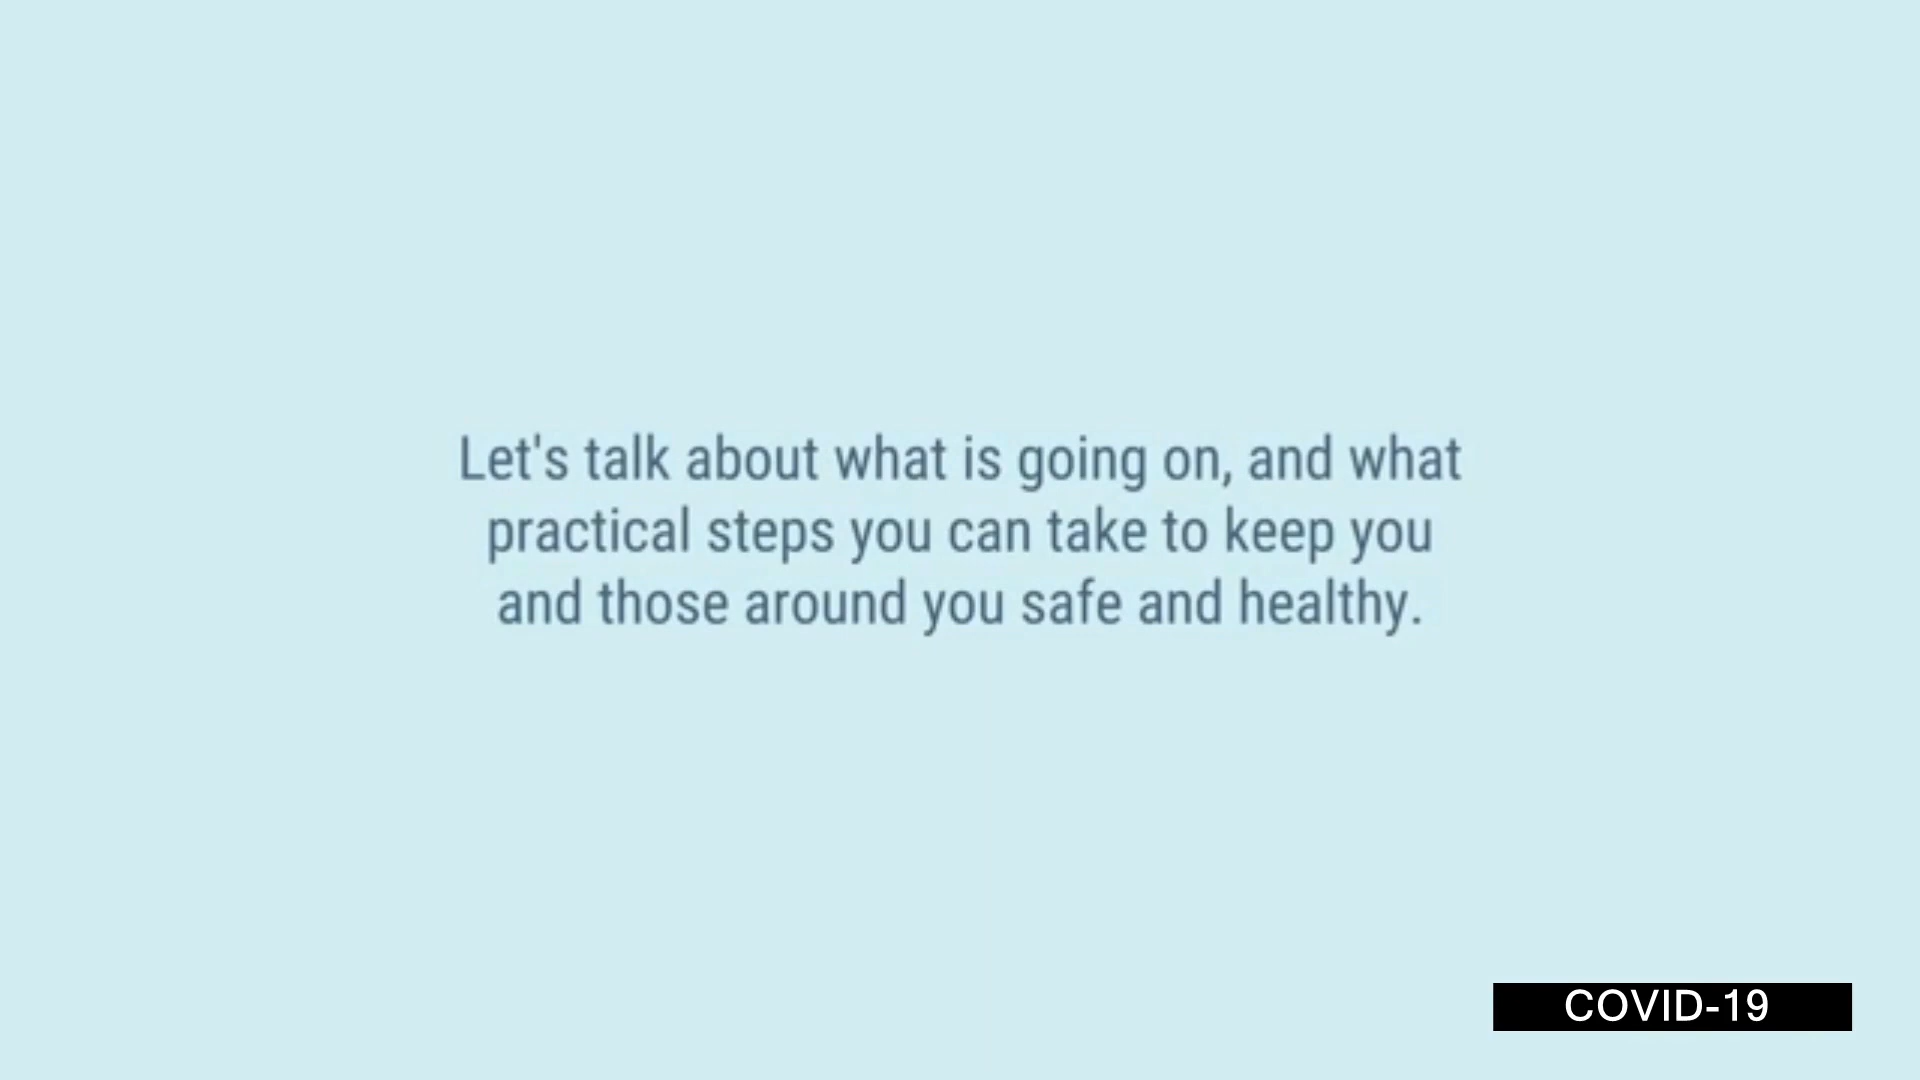 Let's talk about what is going on, and what
practical steps you can take to keep you
and those around you safe and healthy.
COVID-19